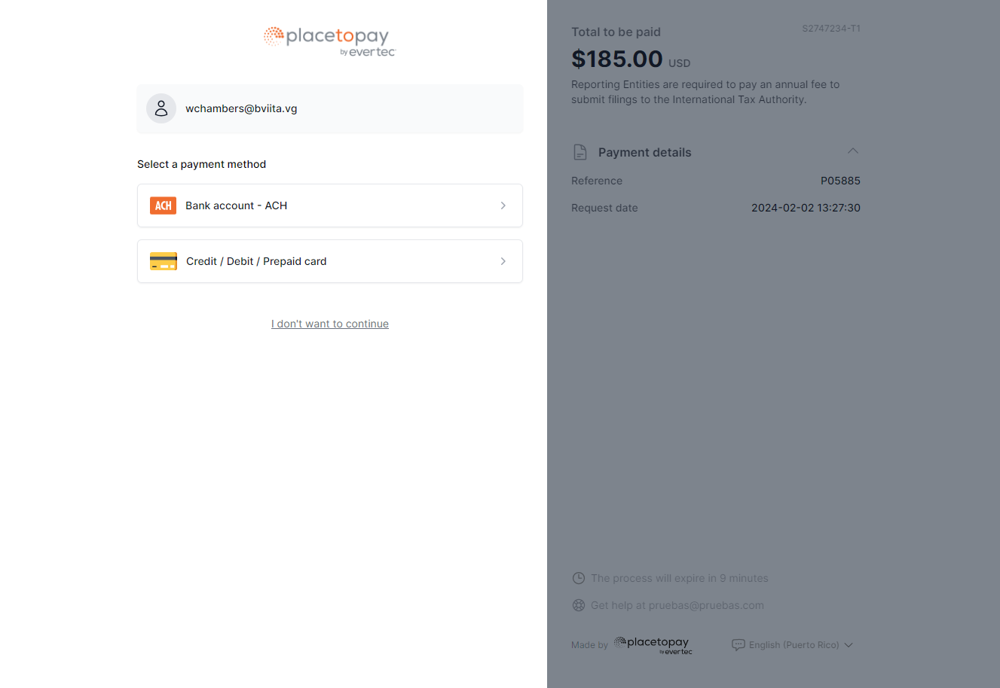 placetopay
by evertec
wchambers@bviita.vg
Select a payment method
ACH Bank account - ACH
Credit / Debit / Prepaid card
I don't want to continue
Total to be paid
S2747234-T1
$185.00 USD
Reporting Entities are required to pay an annual fee to
submit filings to the International Tax Authority.
Payment details
Reference P05885
Request date 2024-02-02 13:27:30
The process will expire in 9 minutes
Get help at pruebas@pruebas.com
Made by placetopay
by evertec
English (Puerto Rico)